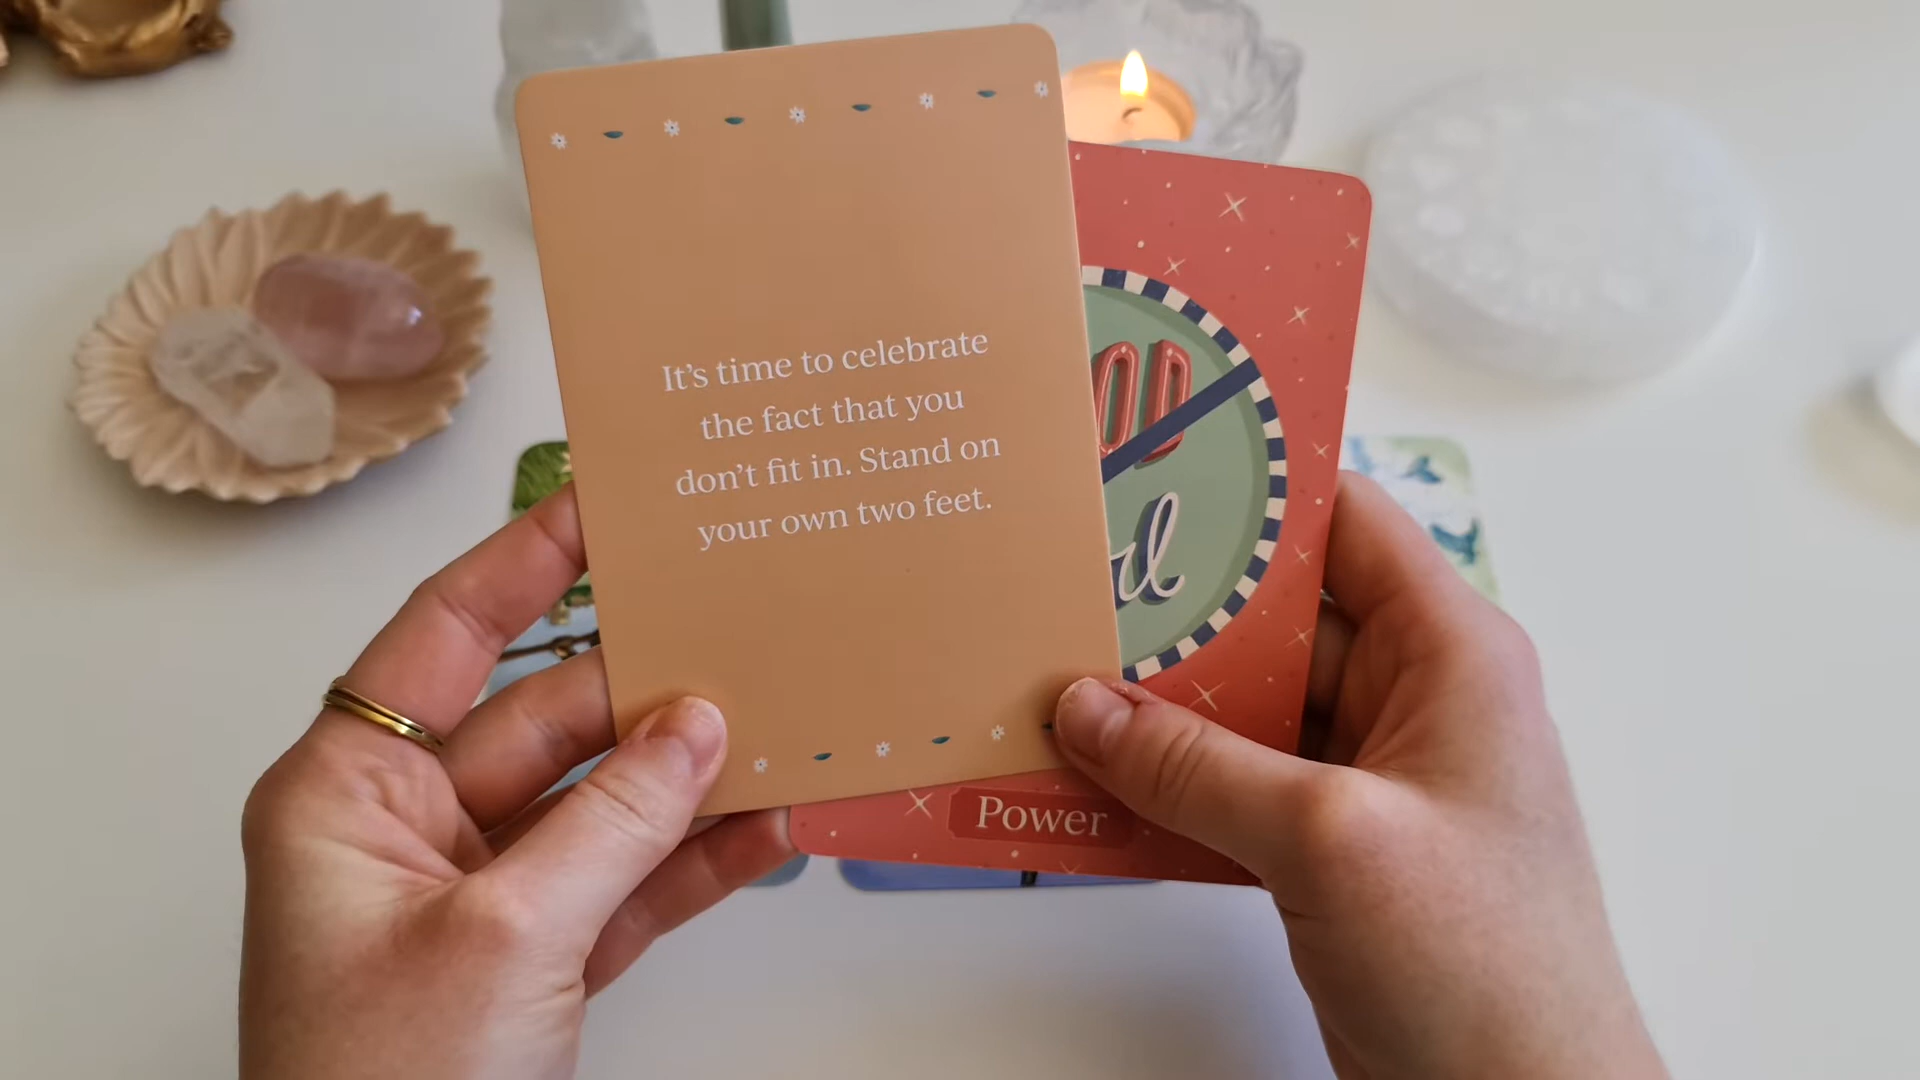 It's time to celebrate
the fact that you
don't fit in. Stand on
your own two feet.
Power